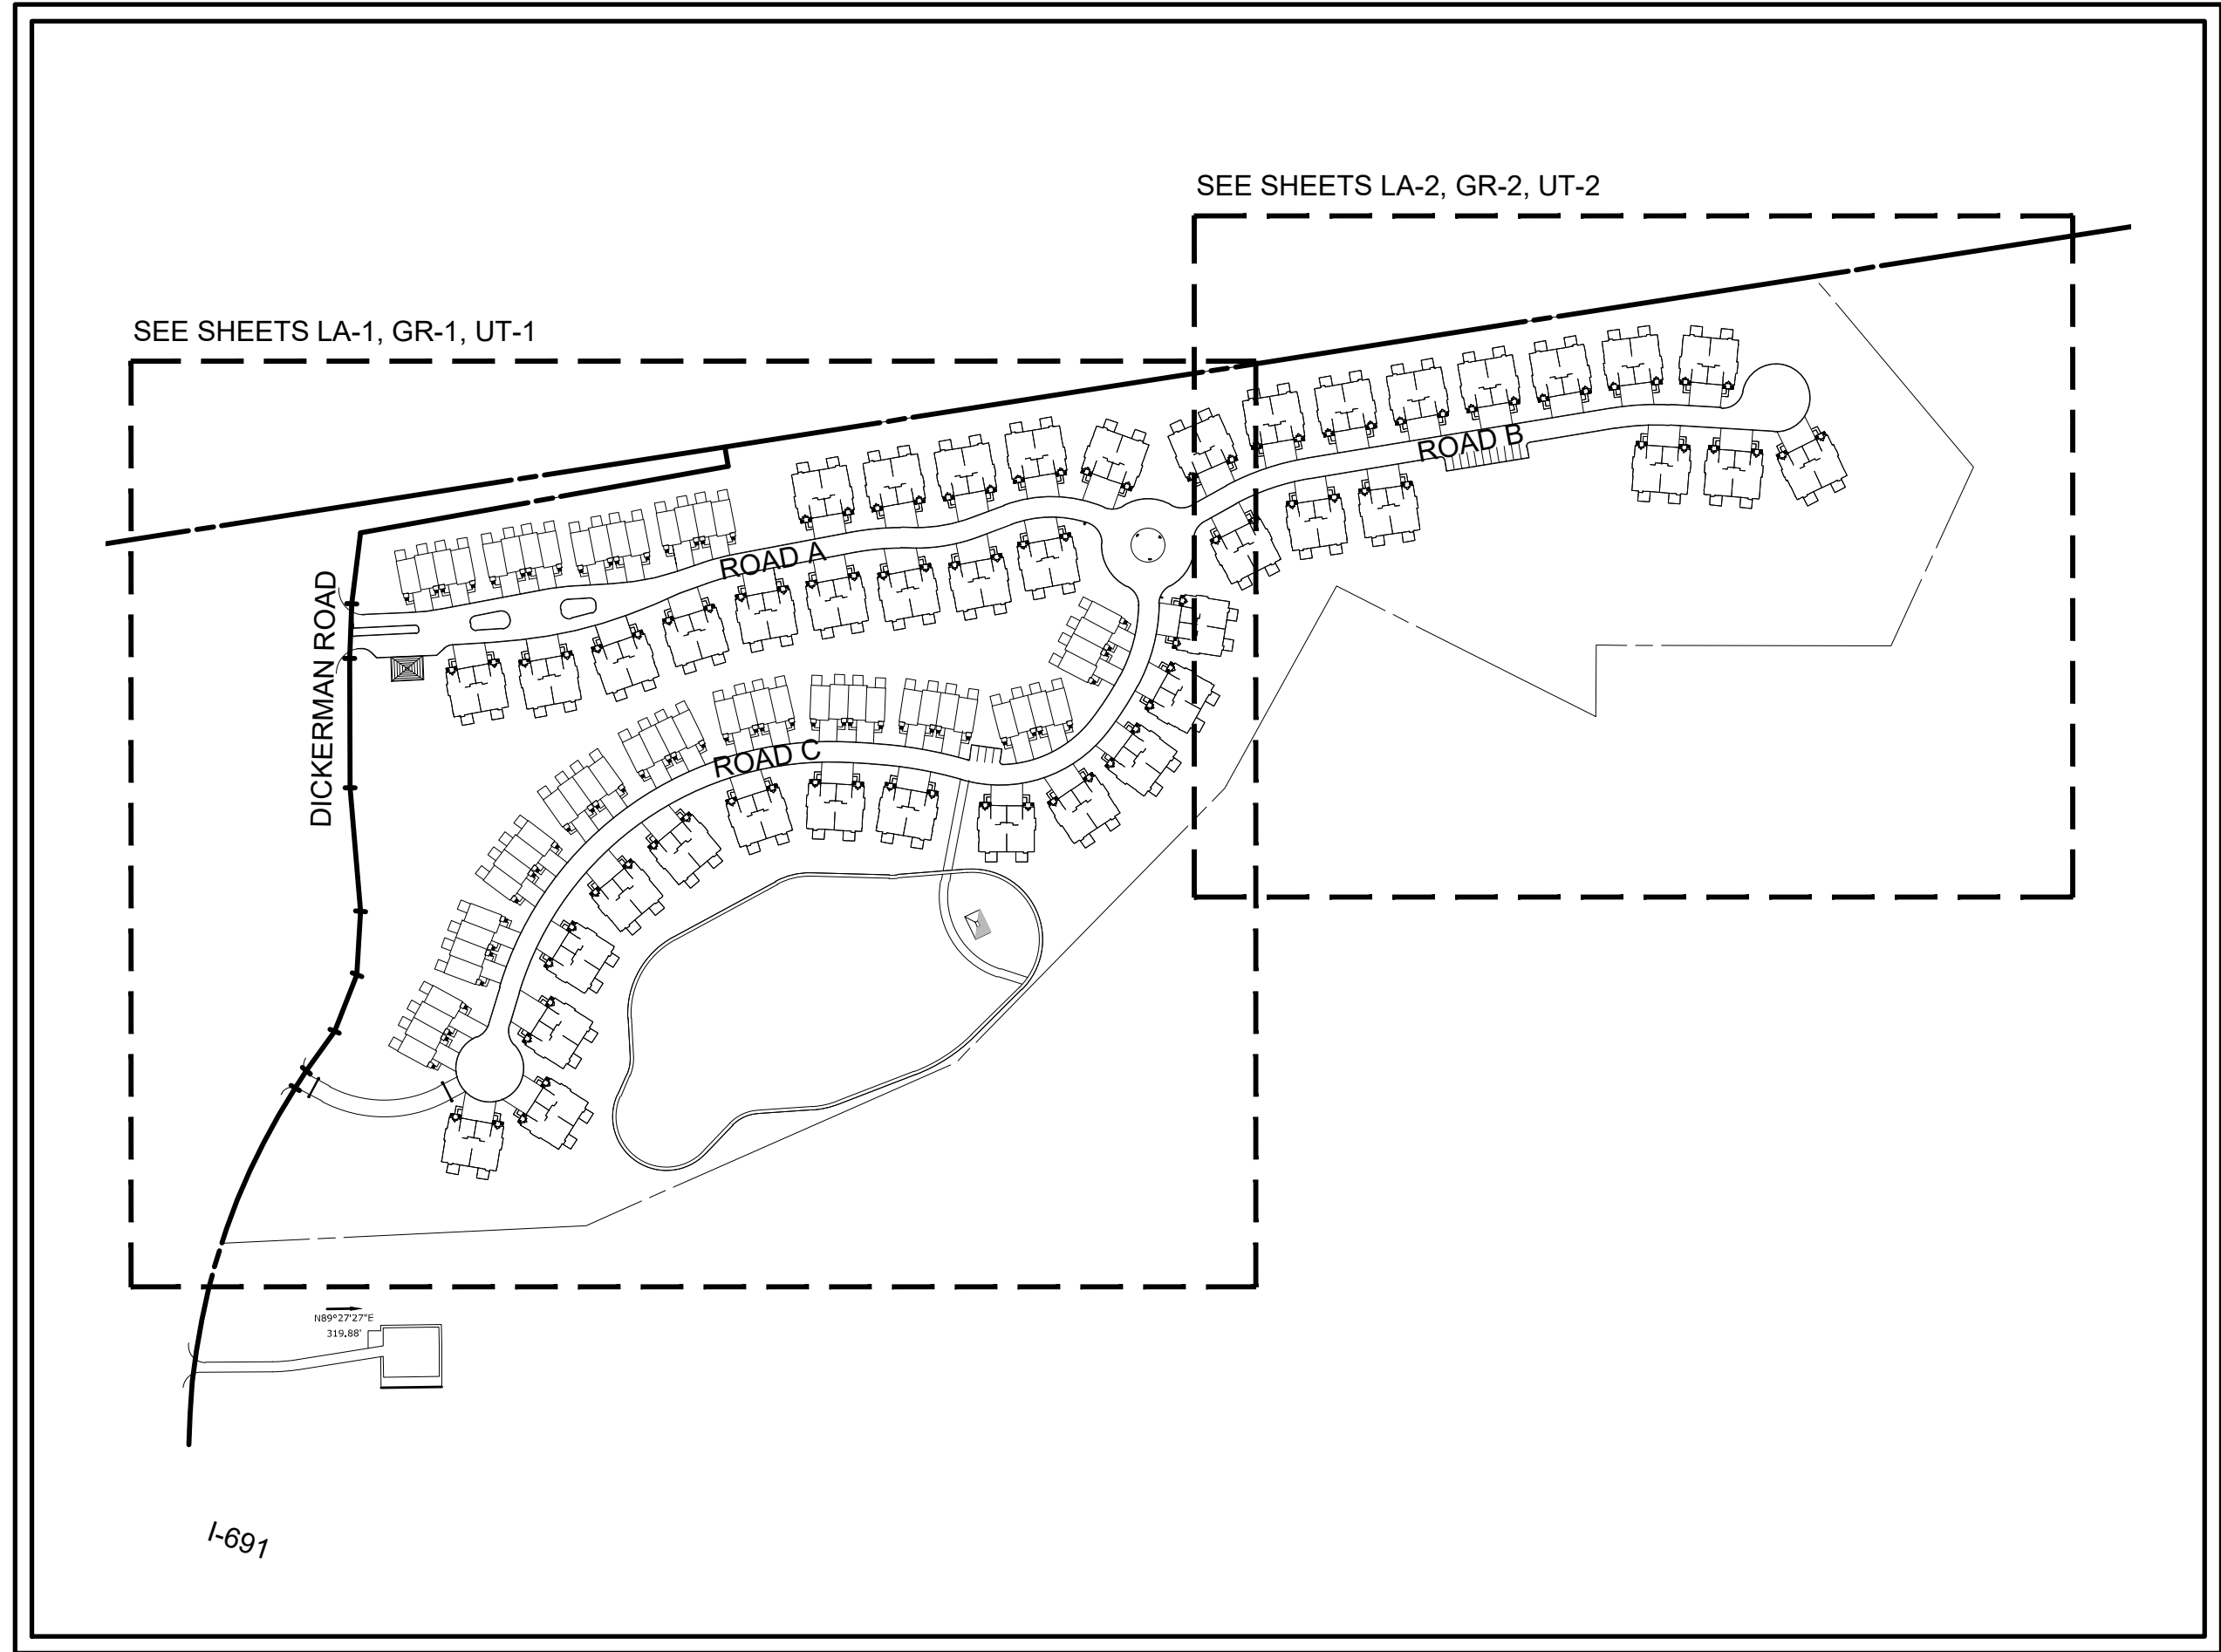 SEE SHEETS LA-2, GR-2, UT-2
SEE SHEETS LA-1, GR-1, UT-1
ROAD B
ROAD A
DICKERMAN ROAD
ROAD C
N89°27'27"E
319.88'
I-691